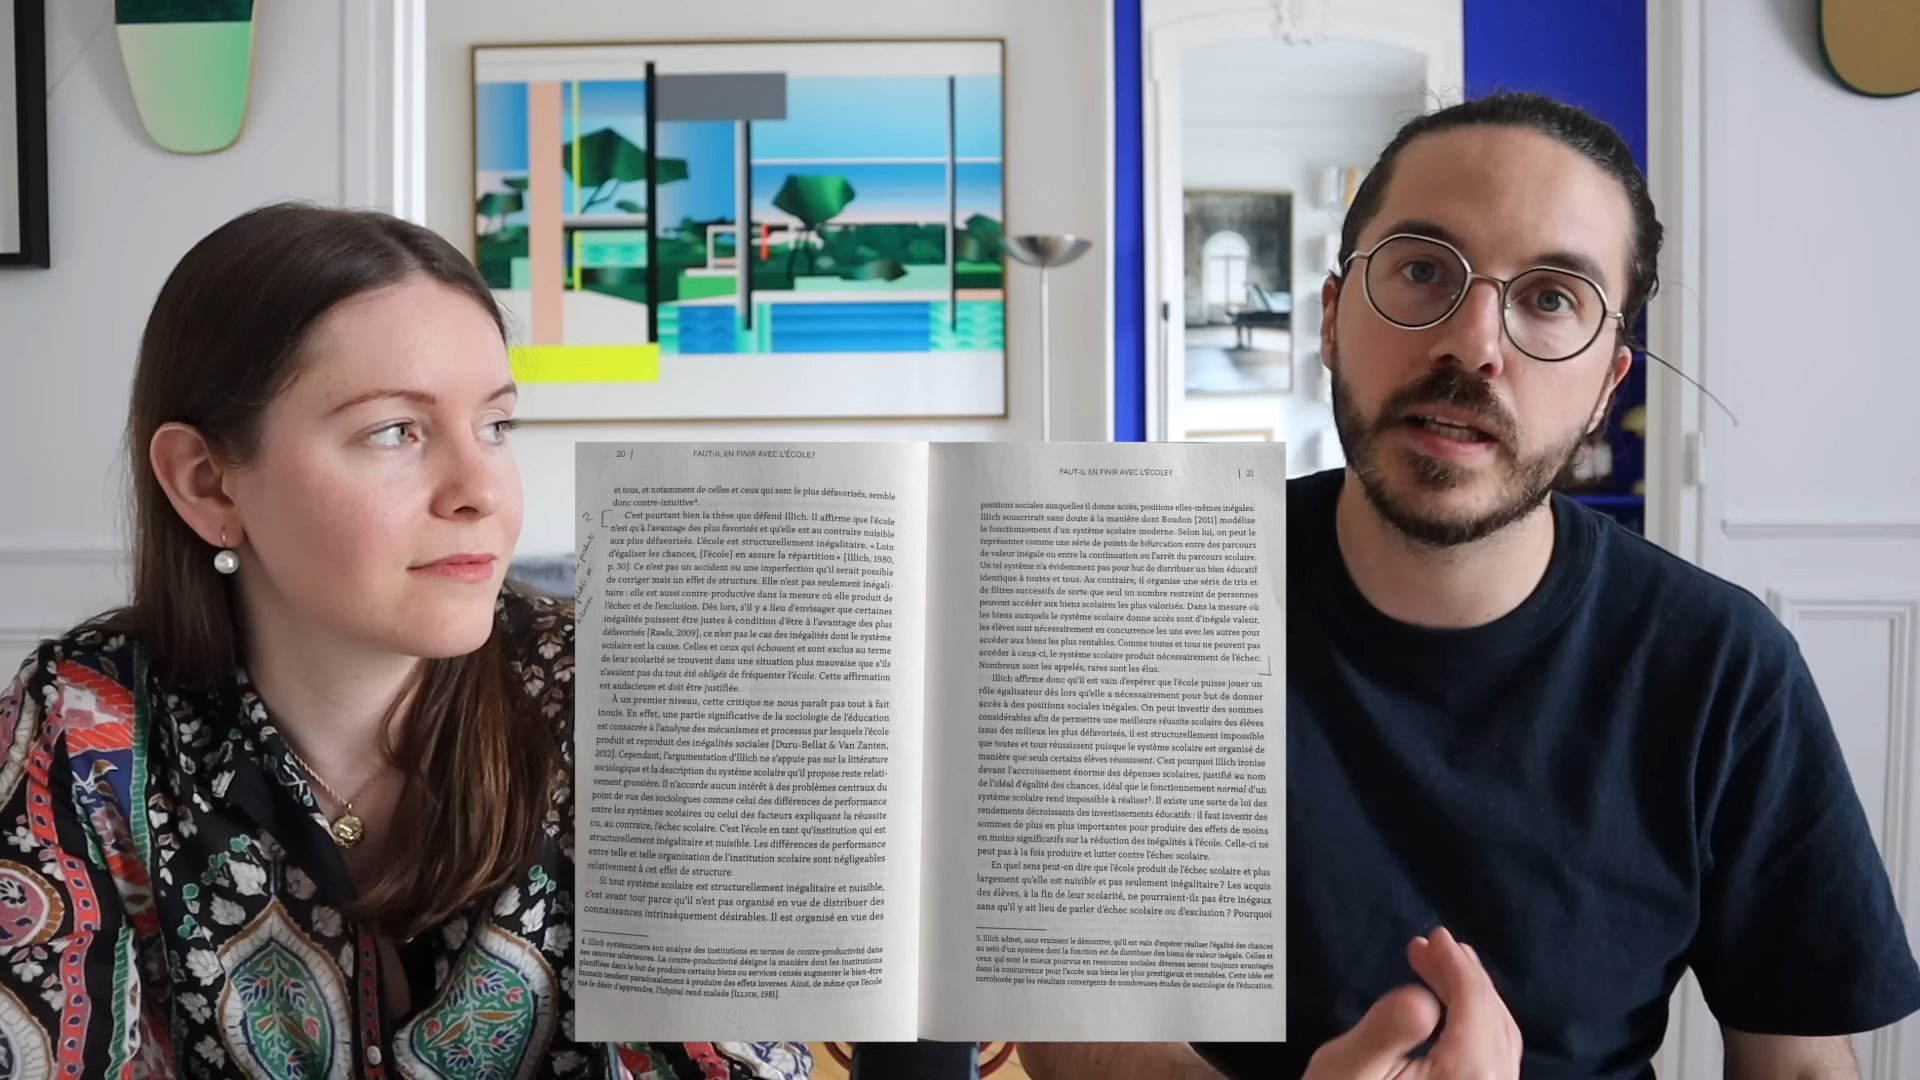 20 |
FAUT-IL EN FINIR AVEC L'ÉCOLE?
et tous, et notamment de celles et ceux qui sont le plus défavorisés, semble
donc contre-intuitive⁴.
C'est pourtant bien la thèse que défend Illich. Il affirme que l'école
n'est qu'à l'avantage des plus favorisés et qu'elle est au contraire nuisible
aux plus défavorisés. L'école est structurellement inégalitaire. « Loin
d'égaliser les chances, [l'école] en assure la répartition » [Illich, 1980,
p. 30]. Ce n'est pas un accident ou une imperfection qu'il serait possible
de corriger mais un effet de structure. Elle n'est pas seulement inégali-
taire : elle est aussi contre-productive dans la mesure où elle produit de
l'échec et de l'exclusion. Dès lors, s'il y a lieu d'envisager que certaines
inégalités puissent être justes à condition d'être à l'avantage des plus
défavorisés [Rawls, 2009], ce n'est pas le cas des inégalités dont le système
scolaire est la cause. Celles et ceux qui échouent et sont exclus au terme
de leur scolarité se trouvent dans une situation plus mauvaise que s'ils
n'avaient pas du tout été obligés de fréquenter l'école. Cette affirmation
est audacieuse et doit être justifiée.
À un premier niveau, cette critique ne nous paraît pas tout à fait
inouïe. En effet, une partie significative de la sociologie de l'éducation
est consacrée à l'analyse des mécanismes et processus par lesquels l'école
produit et reproduit des inégalités sociales [Duru-Bellat & Van Zanten,
2012]. Cependant, l'argumentation d'Illich ne s'appuie pas sur la littérature
sociologique et la description du système scolaire qu'il propose reste relati-
vement grossière. Il n'accorde aucun intérêt à des problèmes centraux du
point de vue des sociologues comme celui des différences de performance
entre les systèmes scolaires ou celui des facteurs expliquant la réussite
ou, au contraire, l'échec scolaire. C'est l'école en tant qu'institution qui est
structurellement inégalitaire et nuisible. Les différences de performance
entre telle et telle organisation de l'institution scolaire sont négligeables
relativement à cet effet de structure.
Si tout système scolaire est structurellement inégalitaire et nuisible,
c'est avant tout parce qu'il n'est pas organisé en vue de distribuer des
connaissances intrinsèquement désirables. Il est organisé en vue des
4. Illich systématisera son analyse des institutions en termes de contre-productivité dans
ses œuvres ultérieures. La contre-productivité désigne la manière dont les institutions
planifiées dans le but de produire certains biens ou services censés augmenter le bien-être
humain tendent paradoxalement à produire des effets inverses. Ainsi, de même que l'école
tue le désir d'apprendre, l'hôpital rend malade [ILLICH, 1981].
FAUT-IL EN FINIR AVEC L'ÉCOLE?
| 21
positions sociales auxquelles il donne accès, positions elles-mêmes inégales.
Illich souscrirait sans doute à la manière dont Boudon [2011] modélise
le fonctionnement d'un système scolaire moderne. Selon lui, on peut le
représenter comme une série de points de bifurcation entre des parcours
de valeur inégale ou entre la continuation ou l'arrêt du parcours scolaire.
Un tel système n'a évidemment pas pour but de distribuer un bien éducatif
identique à toutes et tous. Au contraire, il organise une série de tris et
de filtres successifs de sorte que seul un nombre restreint de personnes
peuvent accéder aux biens scolaires les plus valorisés. Dans la mesure où
les biens auxquels le système scolaire donne accès sont d'inégale valeur,
les élèves sont nécessairement en concurrence les uns avec les autres pour
accéder aux biens les plus rentables. Comme toutes et tous ne peuvent pas
accéder à ceux-ci, le système scolaire produit nécessairement de l'échec.
Nombreux sont les appelés, rares sont les élus.
Illich affirme donc qu'il est vain d'espérer que l'école puisse jouer un
rôle égalisateur dès lors qu'elle a nécessairement pour but de donner
accès à des positions sociales inégales. On peut investir des sommes
considérables afin de permettre une meilleure réussite scolaire des élèves
issus des milieux les plus défavorisés, il est structurellement impossible
que toutes et tous réussissent puisque le système scolaire est organisé de
manière que seuls certains élèves réussissent. C'est pourquoi Illich ironise
devant l'accroissement énorme des dépenses scolaires, justifié au nom
de l'idéal d'égalité des chances, idéal que le fonctionnement normal d'un
système scolaire rend impossible à réaliser⁵. Il existe une sorte de loi des
rendements décroissants des investissements éducatifs : il faut investir des
sommes de plus en plus importantes pour produire des effets de moins
en moins significatifs sur la réduction des inégalités à l'école. Celle-ci ne
peut pas à la fois produire et lutter contre l'échec scolaire.
En quel sens peut-on dire que l'école produit de l'échec scolaire et plus
largement qu'elle est nuisible et pas seulement inégalitaire ? Les acquis
des élèves, à la fin de leur scolarité, ne pourraient-ils pas être inégaux
sans qu'il y ait lieu de parler d'échec scolaire ou d'exclusion ? Pourquoi
5. Illich admet, sans vraiment le démontrer, qu'il est vain d'espérer réaliser l'égalité des chances
au sein d'un système dont la fonction est de distribuer des biens de valeur inégale. Celles et
ceux qui sont le mieux pourvus en ressources sociales diverses seront toujours avantagés
dans la concurrence pour l'accès aux biens les plus prestigieux et rentables. Cette idée est
corroborée par les résultats convergents de nombreuses études de sociologie de l'éducation.